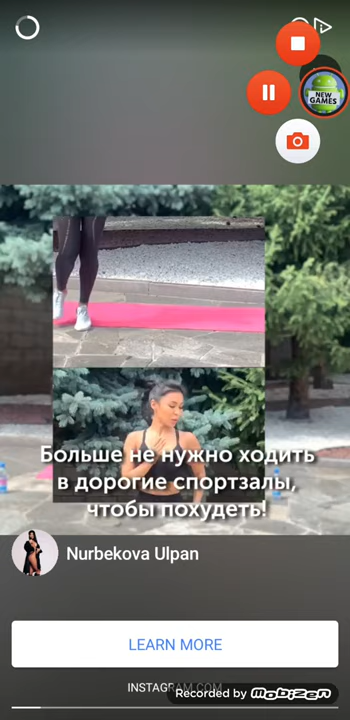 NEW
GAMES
Больше не нужно ходить
в дорогие спортзалы,
чтобы похудеть!
Nurbekova Ulpan
LEARN MORE
INSTAGRAM.COM
Recorded by mobizen